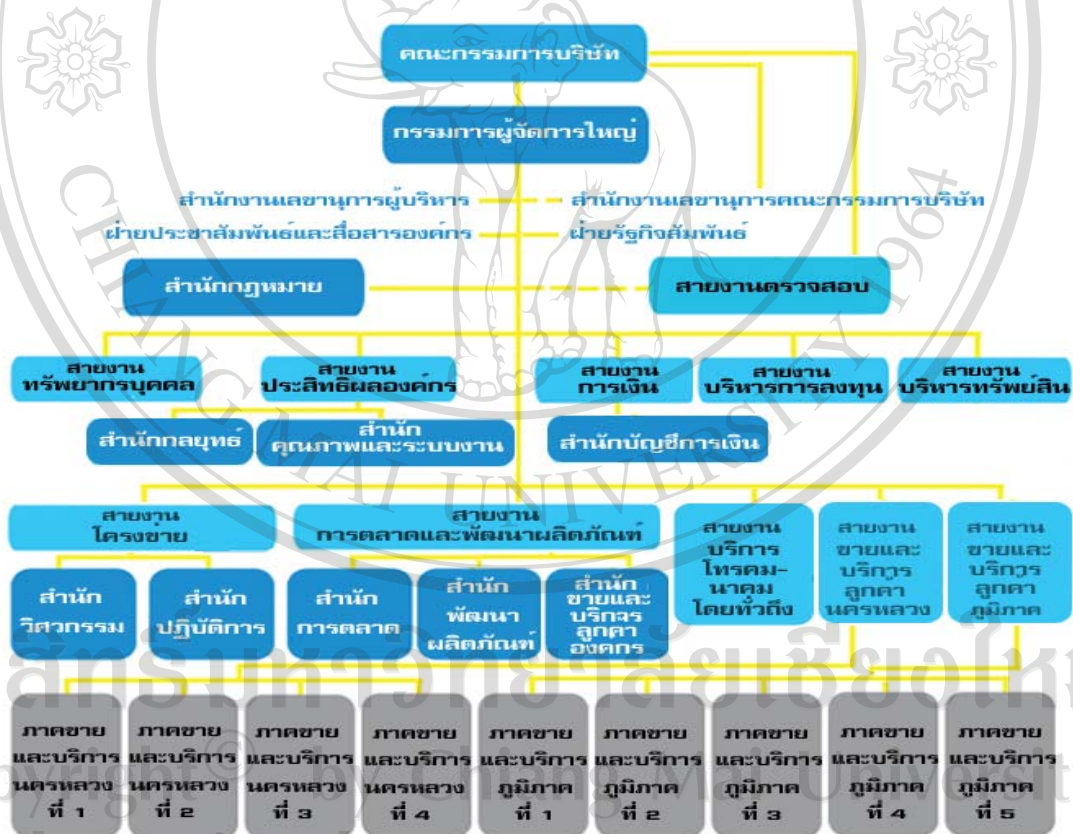 คณะกรรมการบริษัท
กรรมการผู้จัดการใหญ่
สำนักงานเลขานุการผู้บริหาร
สำนักงานเลขานุการคณะกรรมการบริษัท
ฝ่ายประชาสัมพันธ์และสื่อสารองค์กร
ฝ่ายรัฐกิจสัมพันธ์
สำนักกฎหมาย
สายงานตรวจสอบ
สายงาน
ทรัพยากรบุคคล
สายงาน
ประสิทธิผลองค์กร
สายงาน
การเงิน
สายงาน
บริหารการลงทุน
สายงาน
บริหารทรัพย์สิน
สำนักกลยุทธ์
สำนัก
คุณภาพและระบบงาน
สำนักบัญชีการเงิน
สายงาน
โครงข่าย
สายงาน
การตลาดและพัฒนาผลิตภัณฑ์
สายงาน
บริการ
โทรคม-
นาคม
โดยทั่วถึง
สายงาน
ขายและ
บริการ
ลูกค้า
นครหลวง
สายงาน
ขายและ
บริการ
ลูกค้า
ภูมิภาค
สำนัก
วิศวกรรม
สำนัก
ปฏิบัติการ
สำนัก
การตลาด
สำนัก
พัฒนา
ผลิตภัณฑ์
สำนัก
ขายและ
บริการ
ลูกค้า
องค์กร
ภาคขาย
และบริการ
นครหลวง
ที่ 1
ภาคขาย
และบริการ
นครหลวง
ที่ 2
ภาคขาย
และบริการ
นครหลวง
ที่ 3
ภาคขาย
และบริการ
นครหลวง
ที่ 4
ภาคขาย
และบริการ
ภูมิภาค
ที่ 1
ภาคขาย
และบริการ
ภูมิภาค
ที่ 2
ภาคขาย
และบริการ
ภูมิภาค
ที่ 3
ภาคขาย
และบริการ
ภูมิภาค
ที่ 4
ภาคขาย
และบริการ
ภูมิภาค
ที่ 5
CHIANG MAI UNIVERSITY 1964
by Chiang Mai